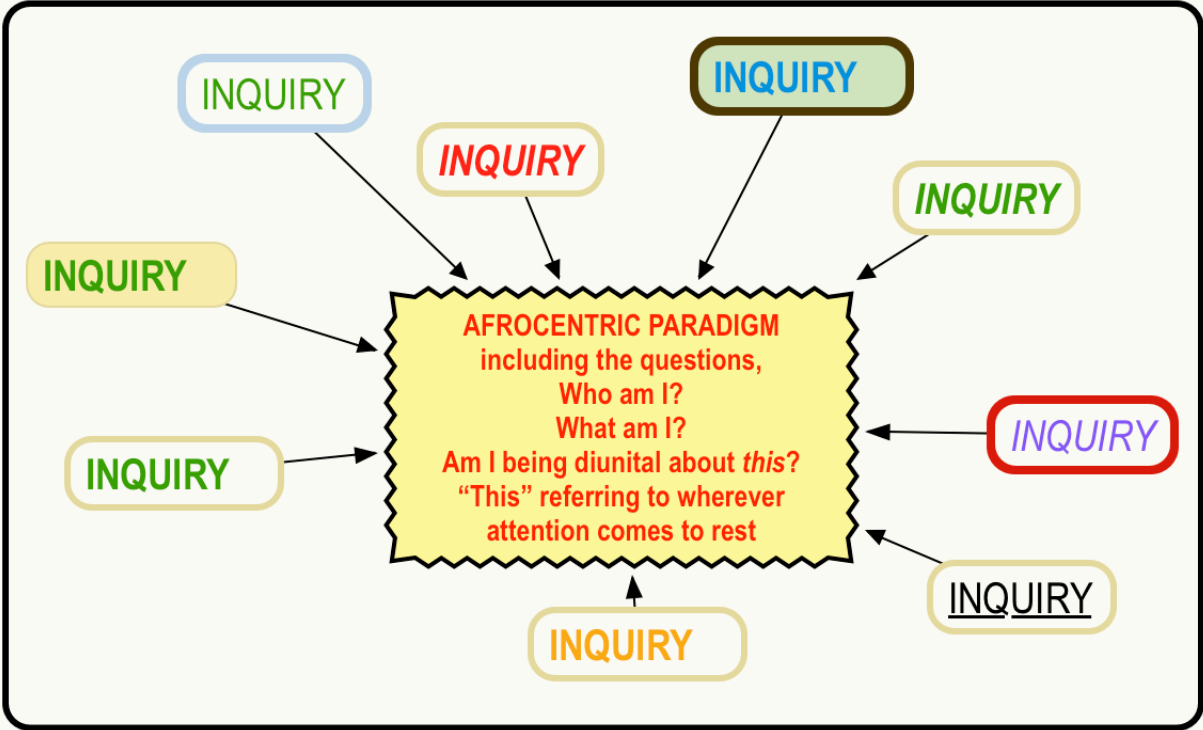 INQUIRY
INQUIRY
INQUIRY
INQUIRY
INQUIRY
AFROCENTRIC PARADIGM
including the questions,
Who am I?
What am I?
Am I being diunital about this?
“This” referring to wherever
attention comes to rest
INQUIRY
INQUIRY
INQUIRY
INQUIRY